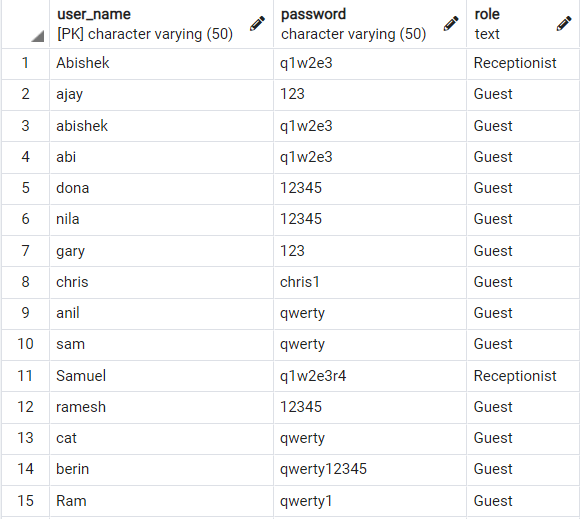 user_name password role
[PK] character varying (50) character varying (50) text
1 Abishek q1w2e3 Receptionist
2 ajay 123 Guest
3 abishek q1w2e3 Guest
4 abi q1w2e3 Guest
5 dona 12345 Guest
6 nila 12345 Guest
7 gary 123 Guest
8 chris chris1 Guest
9 anil qwerty Guest
10 sam qwerty Guest
11 Samuel q1w2e3r4 Receptionist
12 ramesh 12345 Guest
13 cat qwerty Guest
14 berin qwerty12345 Guest
15 Ram qwerty1 Guest